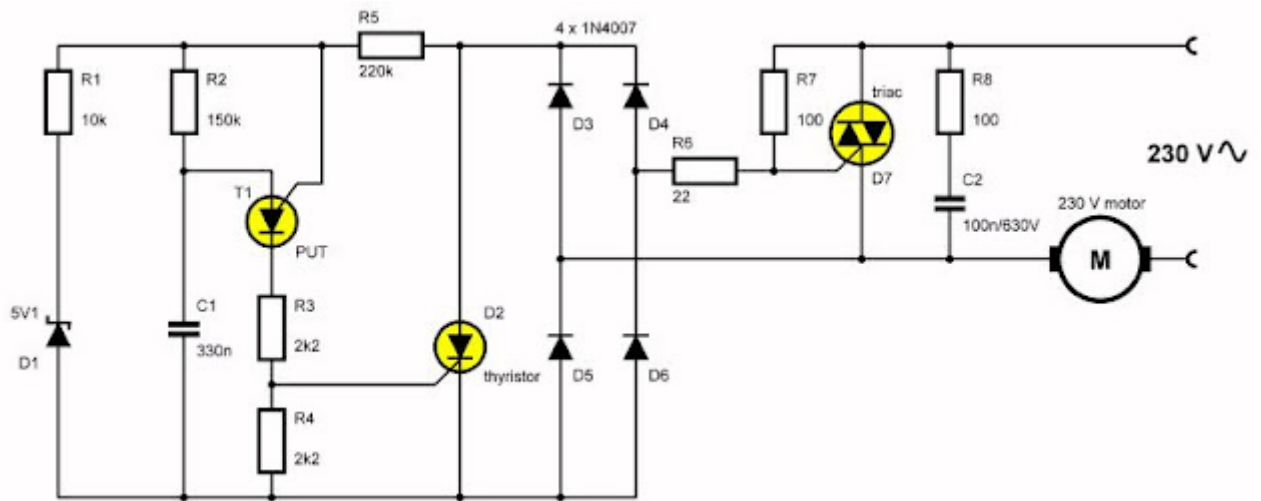 R5
220k
4 x 1N4007
R1
10k
R2
150k
D3
D4
R7
100
triac
D7
R8
100
230 V
R6
22
C2
100n/630V
230 V motor
M
T1
PUT
5V1
D1
C1
330n
R3
2k2
D2
thyristor
D5
D6
R4
2k2